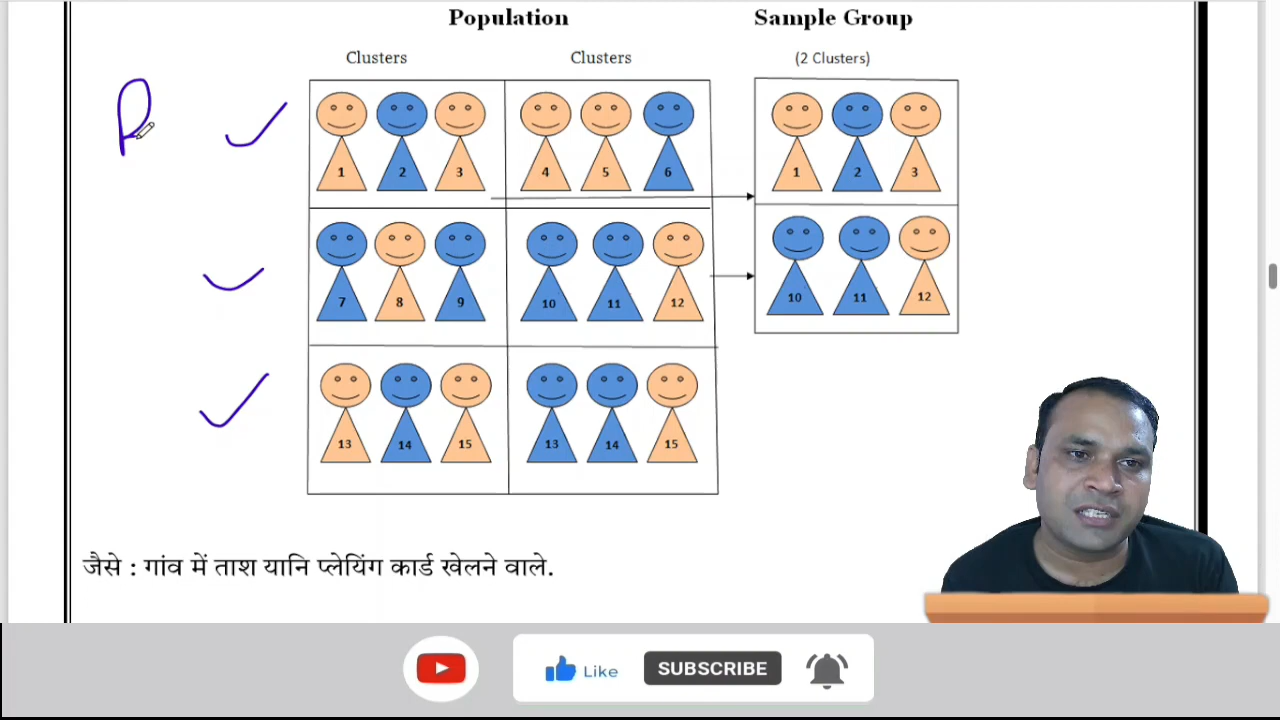 Population Sample Group
Clusters Clusters (2 Clusters)
1 2 3 4 5 6 1 2 3
7 8 9 10 11 12 10 11 12
13 14 15 13 14 15
जैसे : गांव में ताश यानि प्लेयिंग कार्ड खेलने वाले.
Like SUBSCRIBE